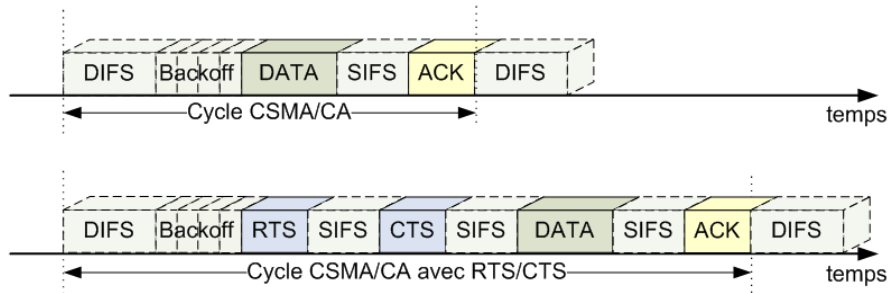 DIFS Backoff DATA SIFS ACK DIFS
Cycle CSMA/CA
temps
DIFS Backoff RTS SIFS CTS SIFS DATA SIFS ACK DIFS
Cycle CSMA/CA avec RTS/CTS
temps